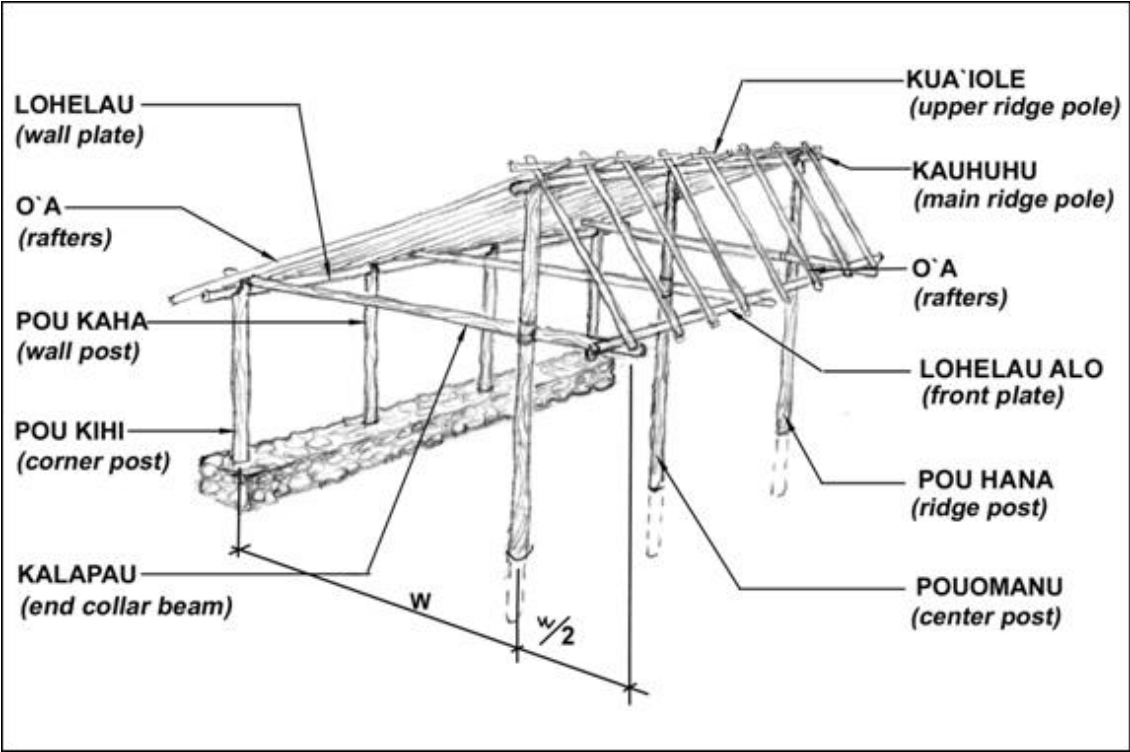 LOHELAU
(wall plate)
O`A
(rafters)
POU KAHA
(wall post)
POU KIHI
(corner post)
KALAPAU
(end collar beam)
W
w/2
KUA`IOLE
(upper ridge pole)
KAUHUHU
(main ridge pole)
O`A
(rafters)
LOHELAU ALO
(front plate)
POU HANA
(ridge post)
POUOMANU
(center post)